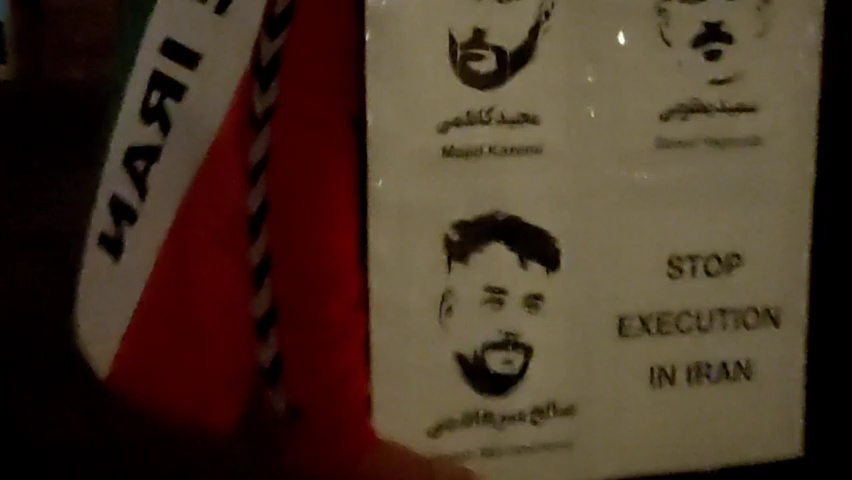 IRAN
مجید کاظمی
Majid Kazemi
سعید یعقوبی
صالح میرهاشمی
STOP
EXECUTION
IN IRAN